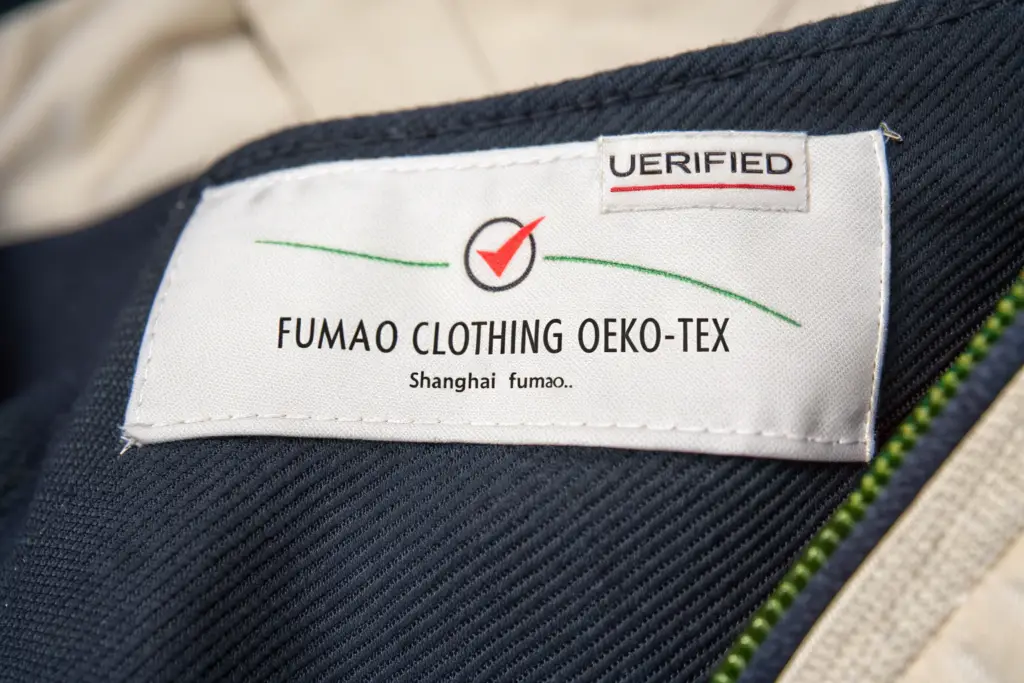 UERIFIED
FUMAO CLOTHING OEKO-TEX
Shanghai fumao..